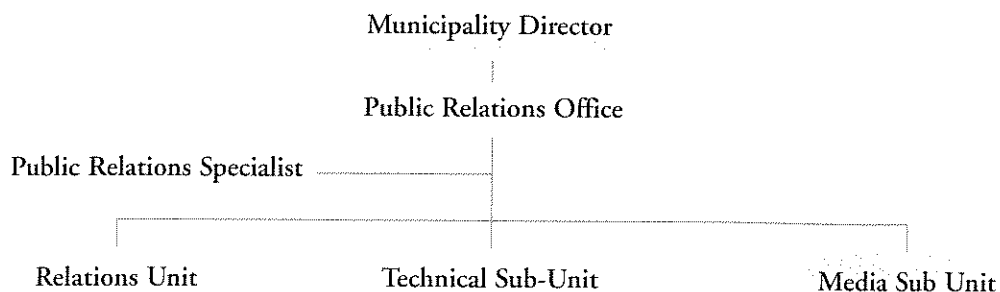 Municipality Director
Public Relations Office
Public Relations Specialist
Relations Unit
Technical Sub-Unit
Media Sub Unit